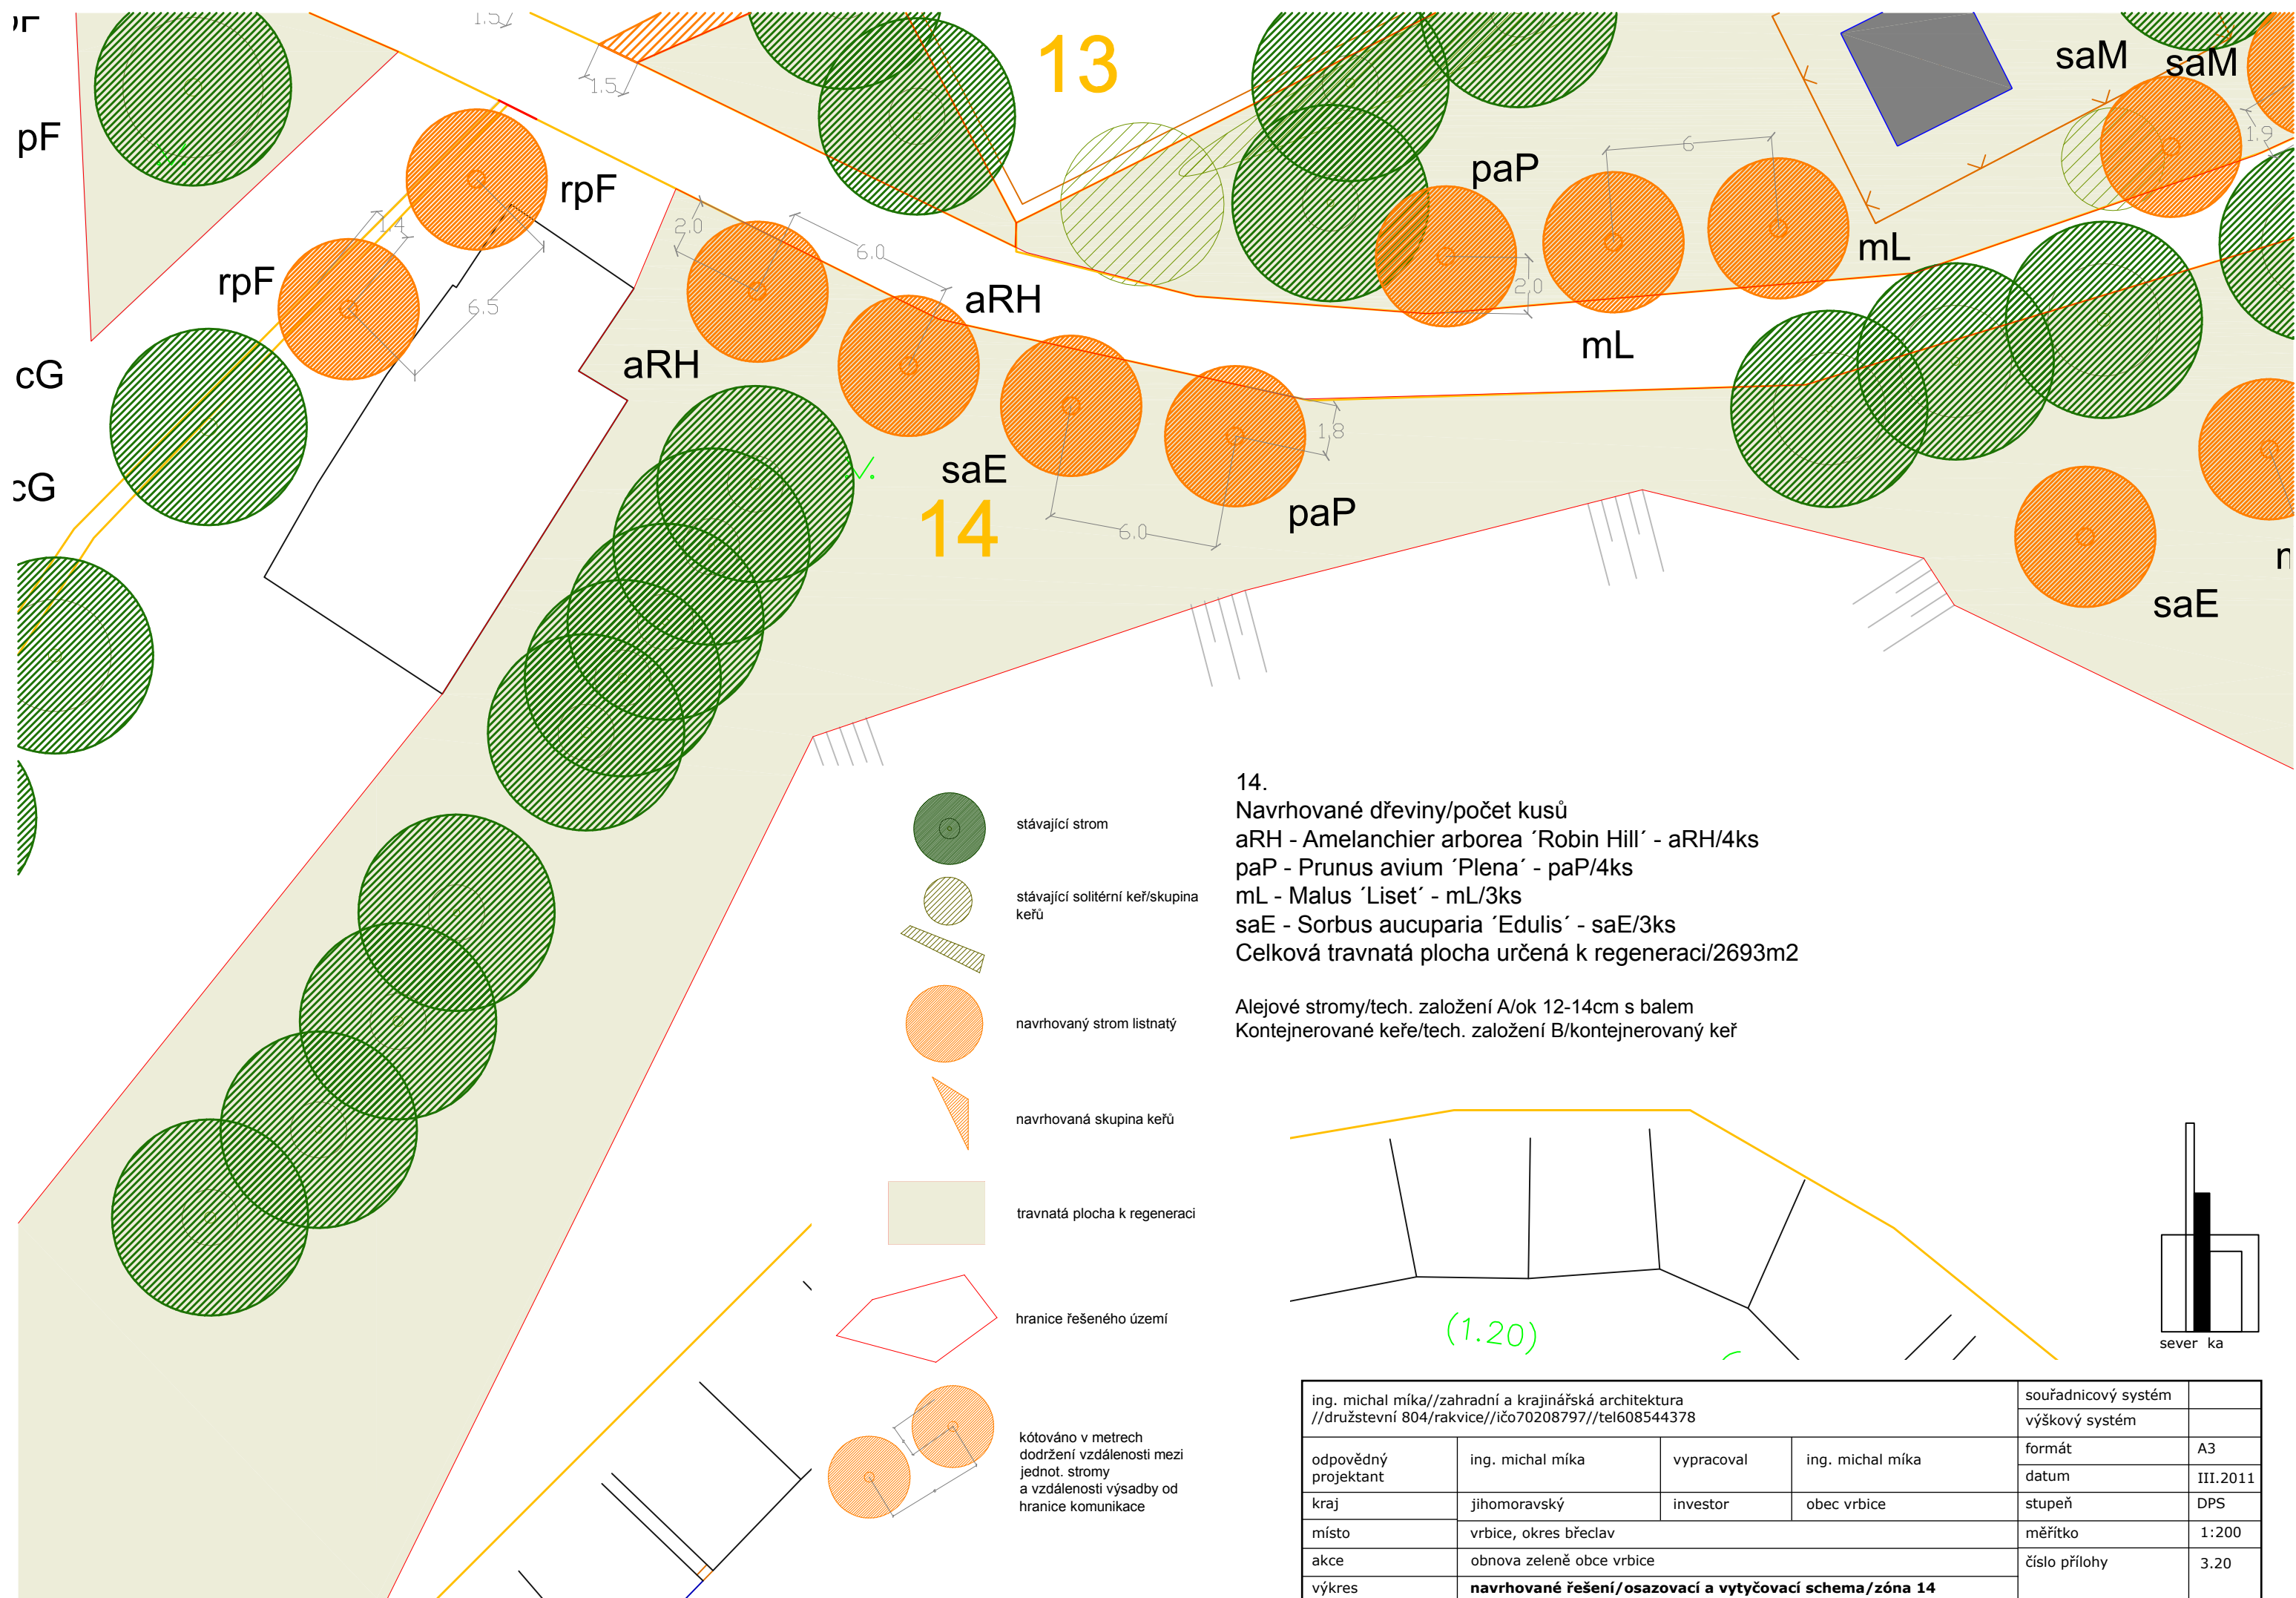 1.5
13
saM
saM
1.5
pF
1.9
6
paP
rpF
2.0
1.4
6.0
mL
rpF
2.0
aRH
6.5
mL
cG
aRH
1.8
saE
paP
14
6.0
saE
14.
Navrhované dřeviny/počet kusů
aRH - Amelanchier arborea ´Robin Hill´ - aRH/4ks
paP - Prunus avium ´Plena´ - paP/4ks
mL - Malus ´Liset´ - mL/3ks
saE - Sorbus aucuparia ´Edulis´ - saE/3ks
Celková travnatá plocha určená k regeneraci/2693m2
Alejové stromy/tech. založení A/ok 12-14cm s balem
Kontejnerované keře/tech. založení B/kontejnerovaný keř
stávající strom
stávající solitérní keř/skupina
keřů
navrhovaný strom listnatý
navrhovaná skupina keřů
travnatá plocha k regeneraci
hranice řešeného území
kótováno v metrech
dodržení vzdálenosti mezi
jednot. stromy
a vzdálenosti výsadby od
hranice komunikace
(1.20)
sever ka
ing. michal míka//zahradní a krajinářská architektura
//družstevní 804/rakvice//ičo70208797//tel608544378
souřadnicový systém
výškový systém
odpovědný
projektant
ing. michal míka
vypracoval
ing. michal míka
formát
A3
datum
III.2011
kraj
jihomoravský
investor
obec vrbice
stupeň
DPS
místo
vrbice, okres břeclav
měřítko
1:200
akce
obnova zeleně obce vrbice
číslo přílohy
3.20
výkres
navrhované řešení/osazovací a vytyčovací schema/zóna 14